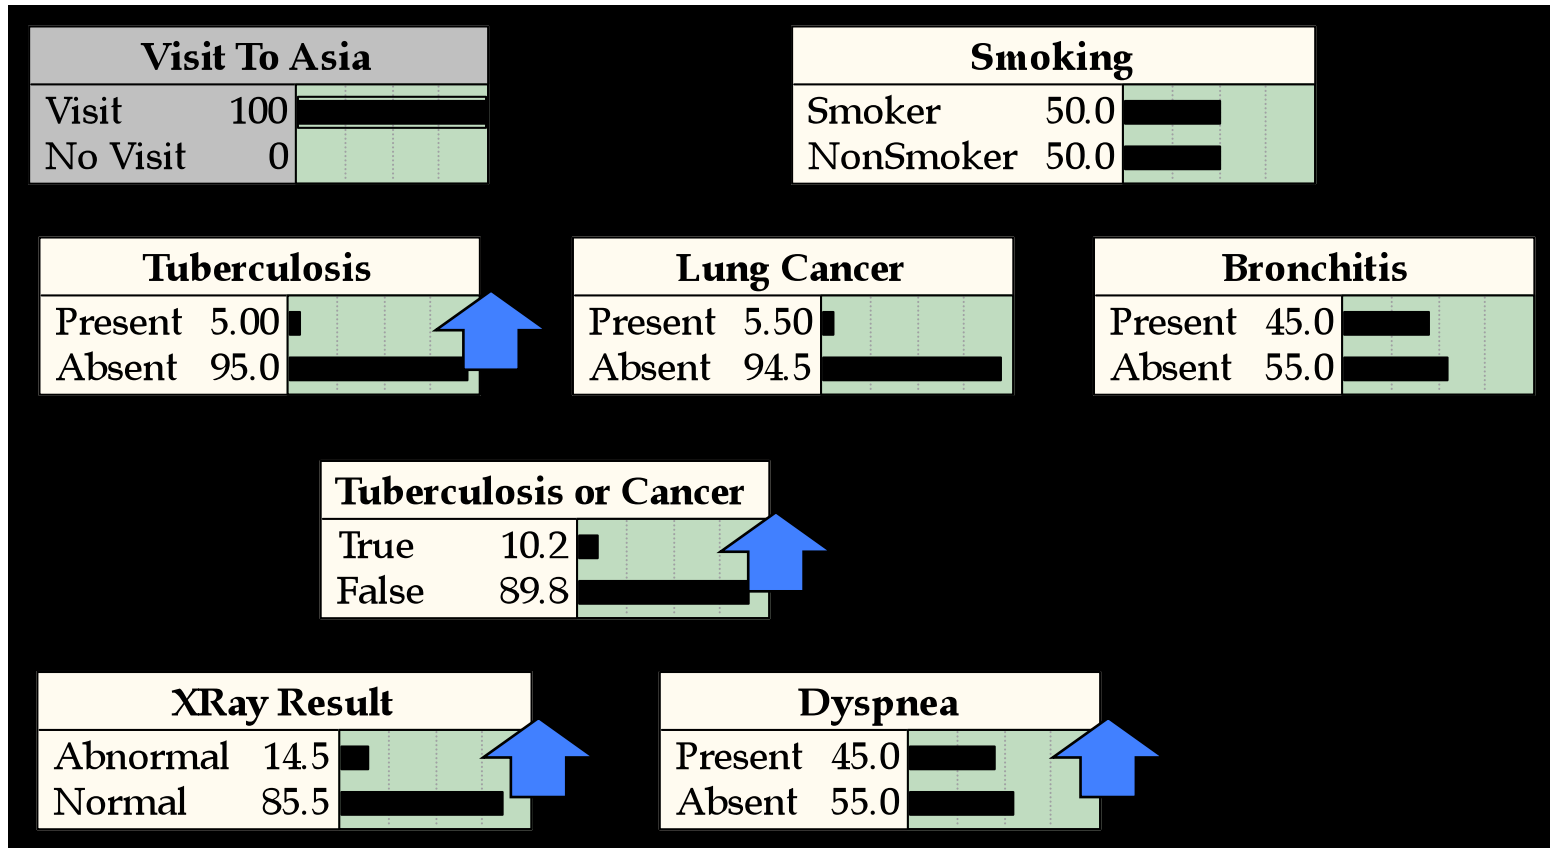 Visit To Asia
Visit 100
No Visit 0
Smoking
Smoker 50.0
NonSmoker 50.0
Tuberculosis
Present 5.00
Absent 95.0
Lung Cancer
Present 5.50
Absent 94.5
Bronchitis
Present 45.0
Absent 55.0
Tuberculosis or Cancer
True 10.2
False 89.8
XRay Result
Abnormal 14.5
Normal 85.5
Dyspnea
Present 45.0
Absent 55.0